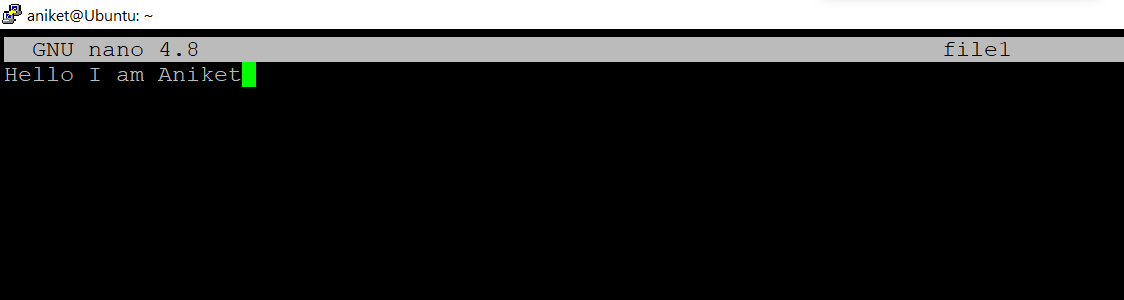 aniket@Ubuntu: ~
GNU nano 4.8 file1
Hello I am Aniket